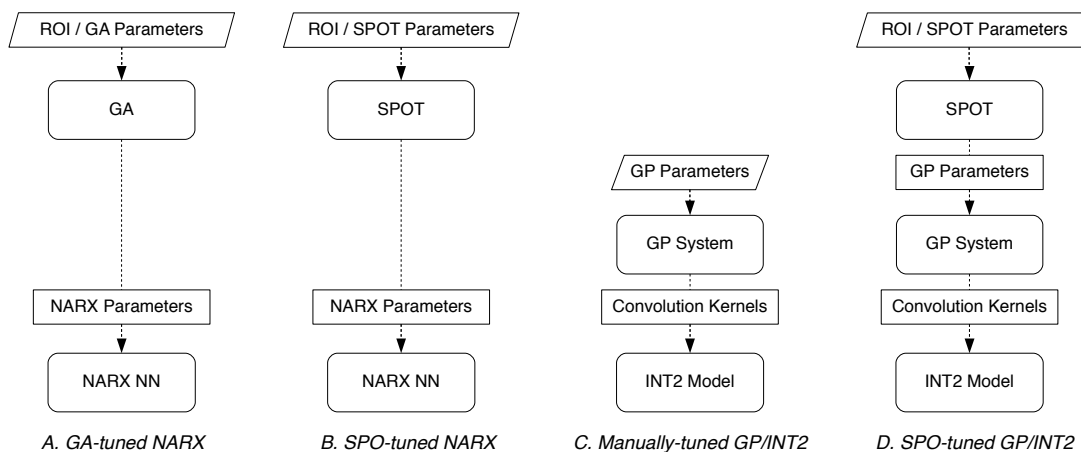 ROI / GA Parameters
GA
NARX Parameters
NARX NN
A. GA-tuned NARX
ROI / SPOT Parameters
SPOT
NARX Parameters
NARX NN
B. SPO-tuned NARX
GP Parameters
GP System
Convolution Kernels
INT2 Model
C. Manually-tuned GP/INT2
ROI / SPOT Parameters
SPOT
GP Parameters
GP System
Convolution Kernels
INT2 Model
D. SPO-tuned GP/INT2